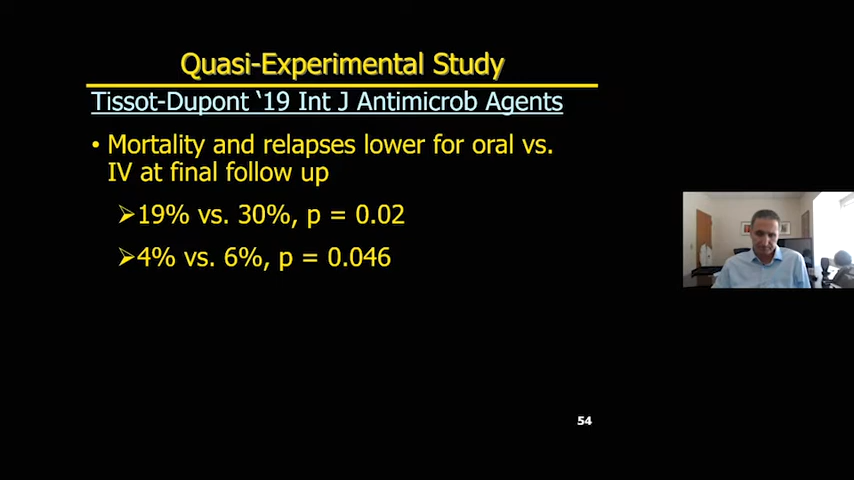 Quasi-Experimental Study
Tissot-Dupont ‘19 Int J Antimicrob Agents
• Mortality and relapses lower for oral vs.
IV at final follow up
➢19% vs. 30%, p = 0.02
➢4% vs. 6%, p = 0.046
54